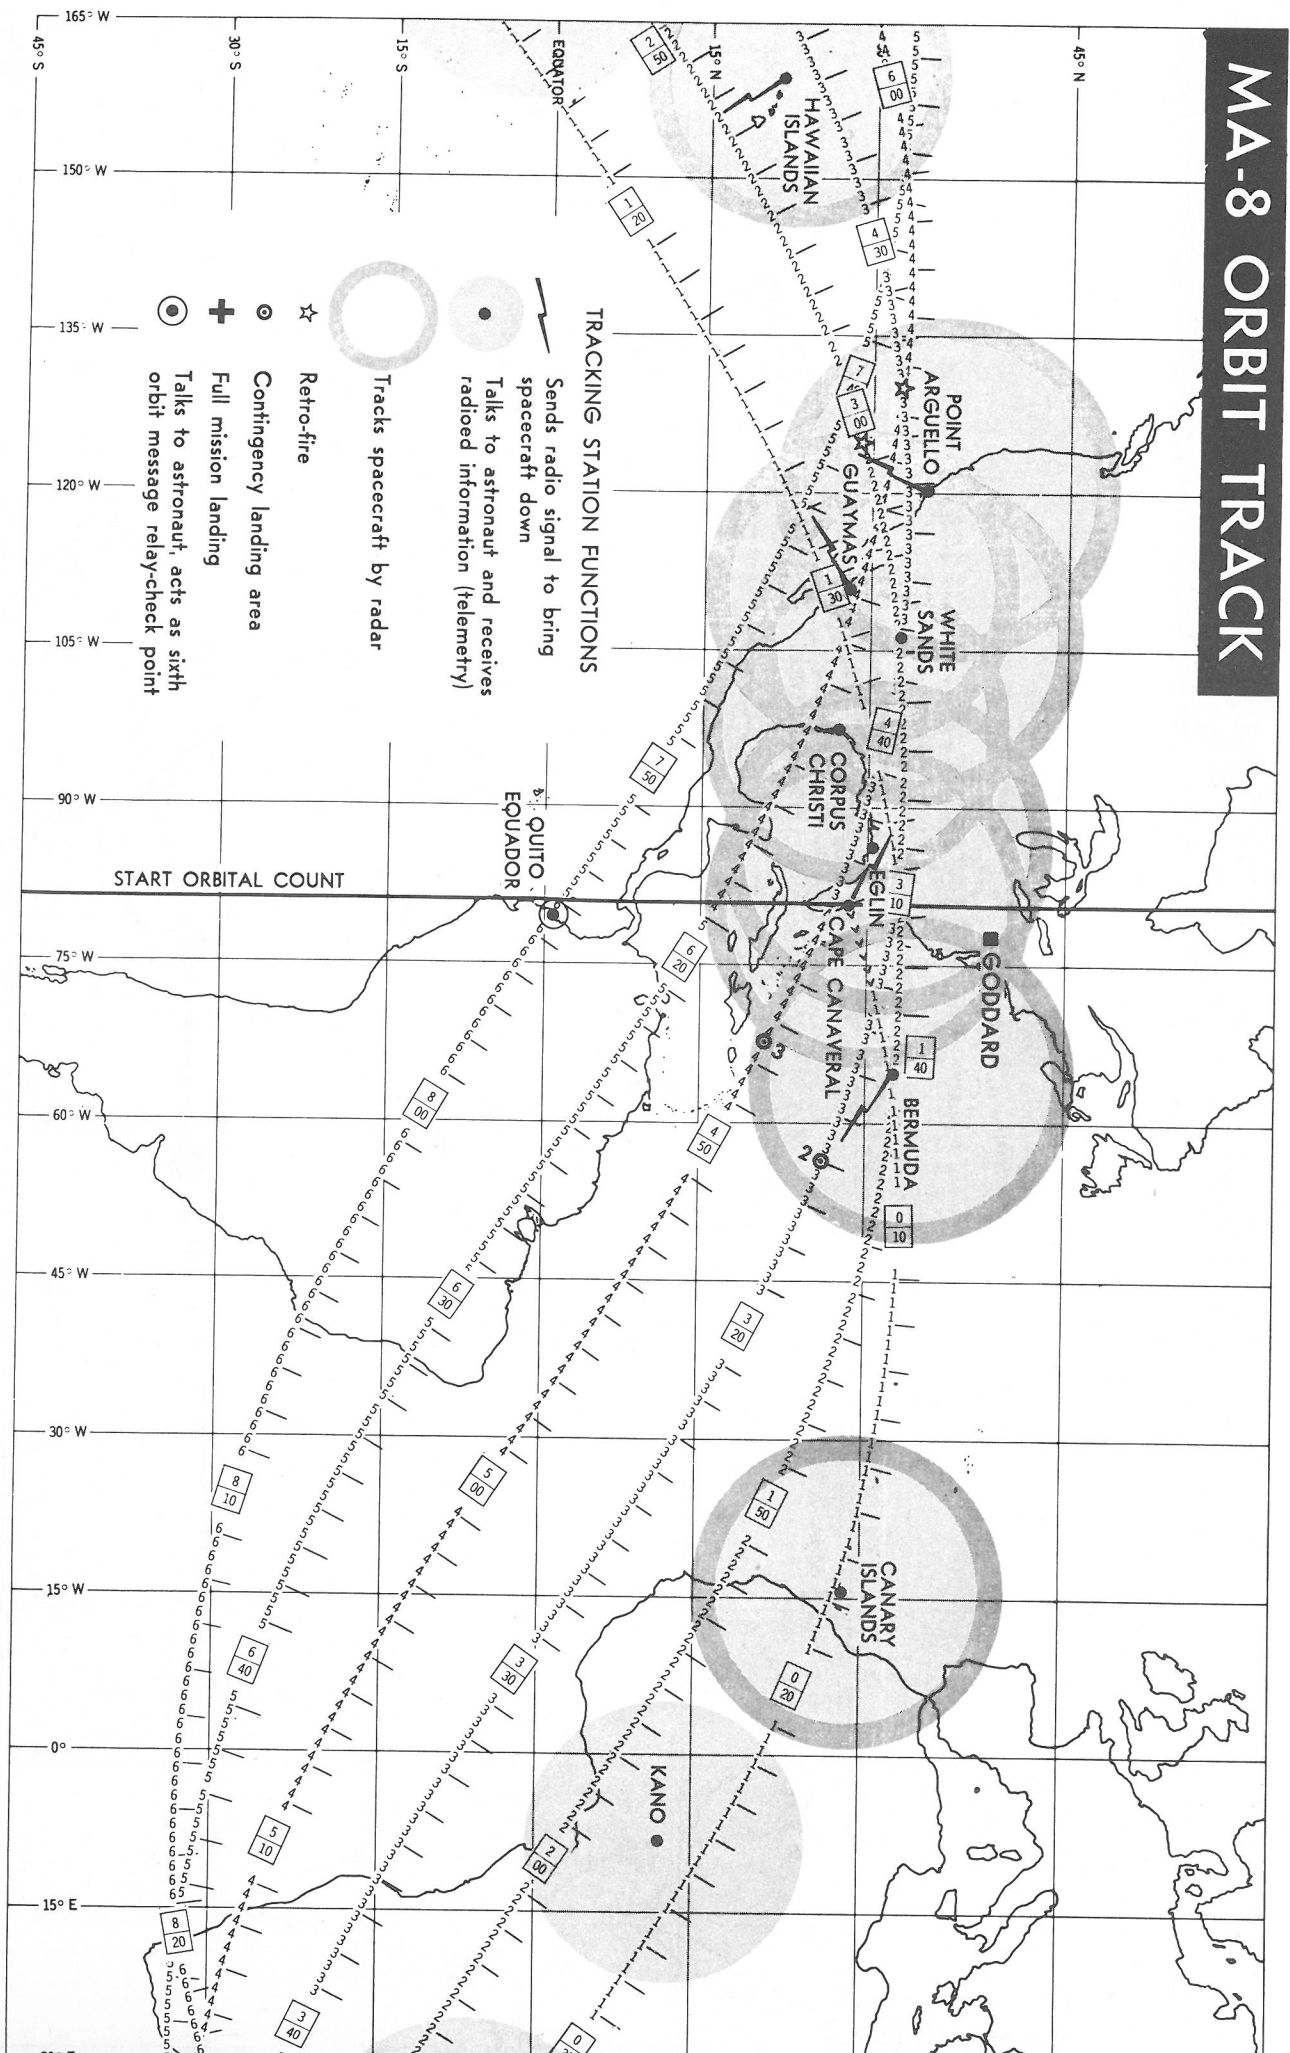 MA-8 ORBIT TRACK
165° W
150° W
135° W
120° W
105° W
90° W
75° W
60° W
45° W
30° W
15° W
0°
15° E
45° S
30° S
15° S
EQUATOR
15° N
45° N
HAWAIIAN
ISLANDS
POINT
ARGUELLO
GUAYMAS
WHITE
SANDS
CORPUS
CHRISTI
EGLIN
CAPE CANAVERAL
GODDARD
BERMUDA
CANARY
ISLANDS
KANO
QUITO
EQUADOR
START ORBITAL COUNT
TRACKING STATION FUNCTIONS
Sends radio signal to bring
spacecraft down
Talks to astronaut and receives
radioed information (telemetry)
Tracks spacecraft by radar
Retro-fire
Contingency landing area
Full mission landing
Talks to astronaut, acts as sixth
orbit message relay-check point
2
50
6
00
1
20
4
30
3
00
1
30
4
40
7
50
3
10
6
20
1
40
3
2
8
00
4
50
0
10
6
30
3
20
8
10
5
00
1
50
6
40
3
30
0
20
5
10
2
00
8
20
3
40